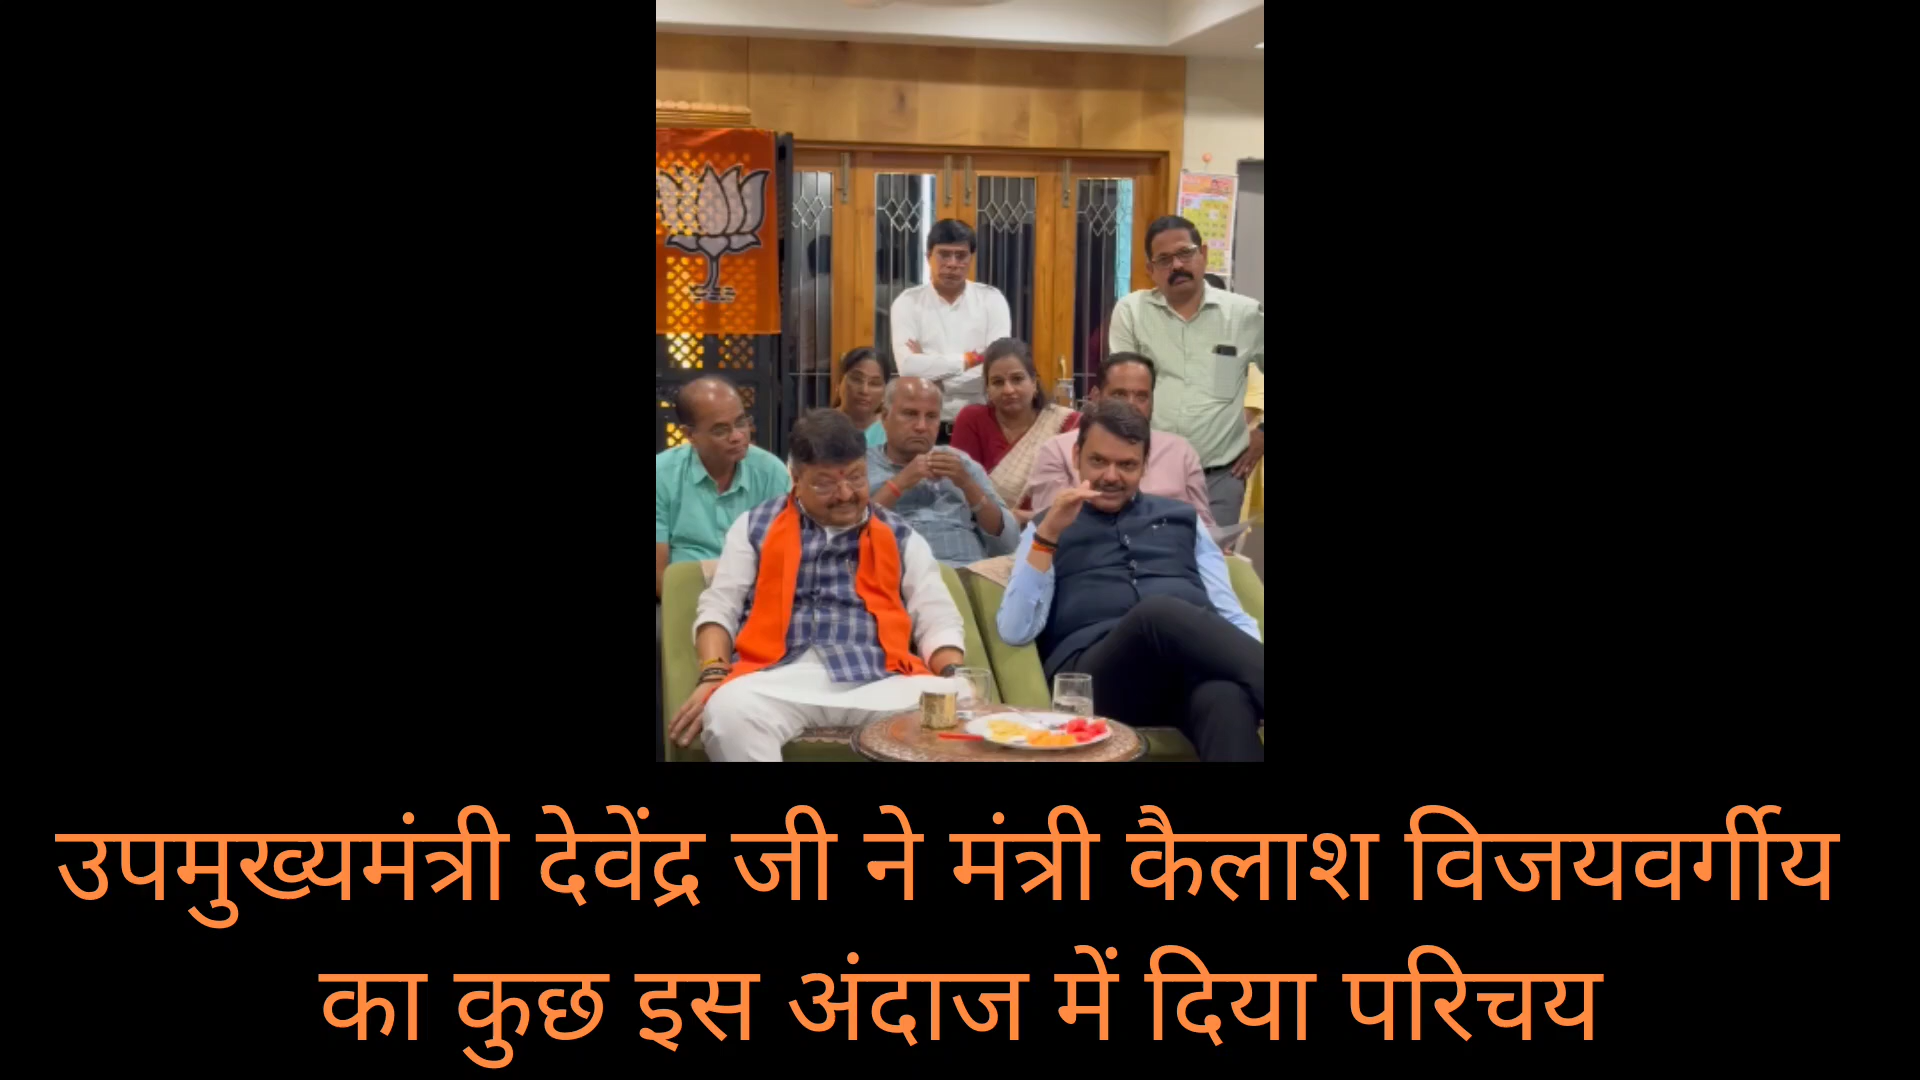 उपमुख्यमंत्री देवेंद्र जी ने मंत्री कैलाश विजयवर्गीय
का कुछ इस अंदाज में दिया परिचय